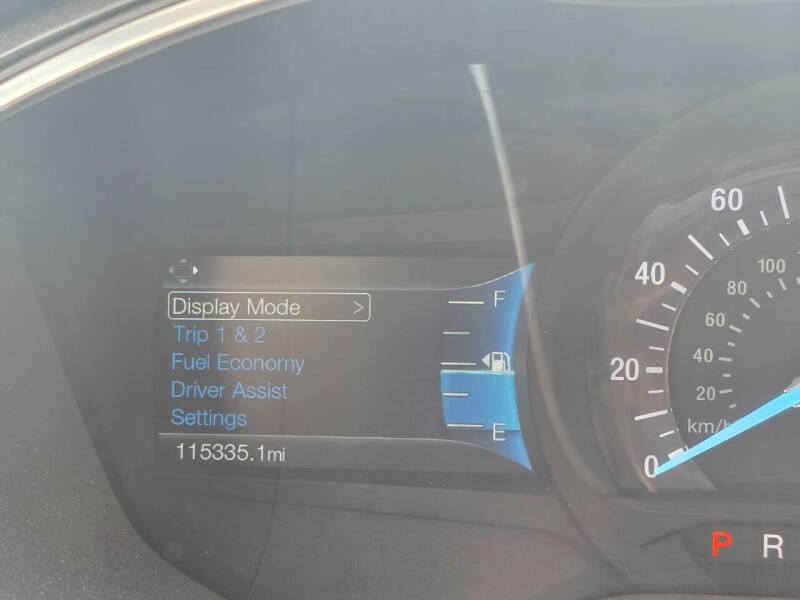 Display Mode >
Trip 1 & 2
Fuel Economy
Driver Assist
Settings
115335.1mi
F
E
60
40
20
0
100
80
60
40
20
km/h
P R